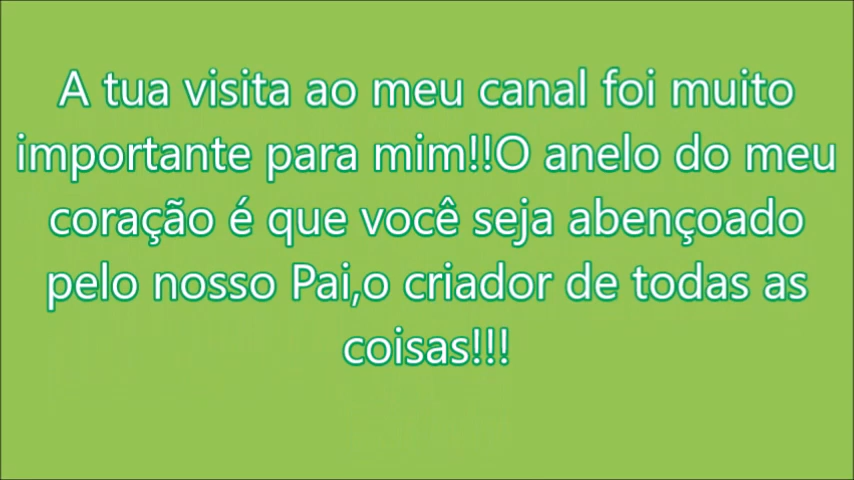 A tua visita ao meu canal foi muito
importante para mim!!O anelo do meu
coração é que você seja abençoado
pelo nosso Pai,o criador de todas as
coisas!!!